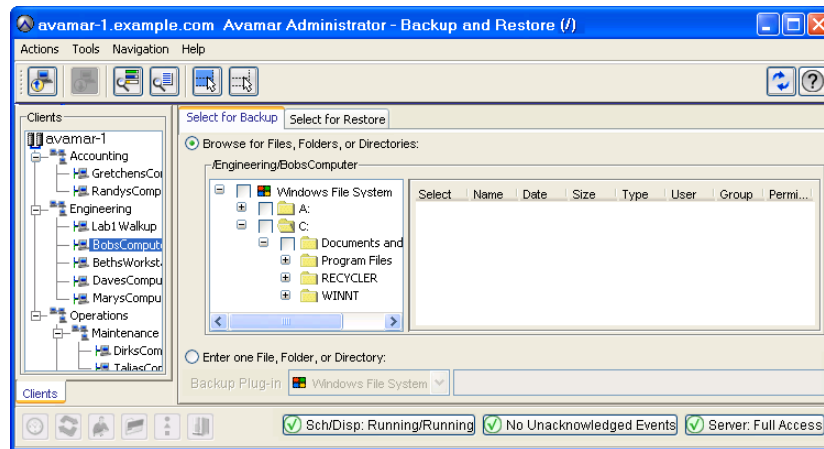 avamar-1.example.com Avamar Administrator - Backup and Restore (/)
Actions Tools Navigation Help
Clients
avamar-1
Accounting
GretchensCor
RandysComp
Engineering
Lab1Walkup
BobsCompute
BethsWorksta
DavesCompu
MarysCompu
Operations
Maintenance
DirksCom
TaliasCor
Clients
Select for Backup Select for Restore
Browse for Files, Folders, or Directories:
/Engineering/BobsComputer
Windows File System
A:
C:
Documents and
Program Files
RECYCLER
WINNT
Select Name Date Size Type User Group Permi...
Enter one File, Folder, or Directory:
Backup Plug-in Windows File System
Sch/Disp: Running/Running No Unacknowledged Events Server: Full Access